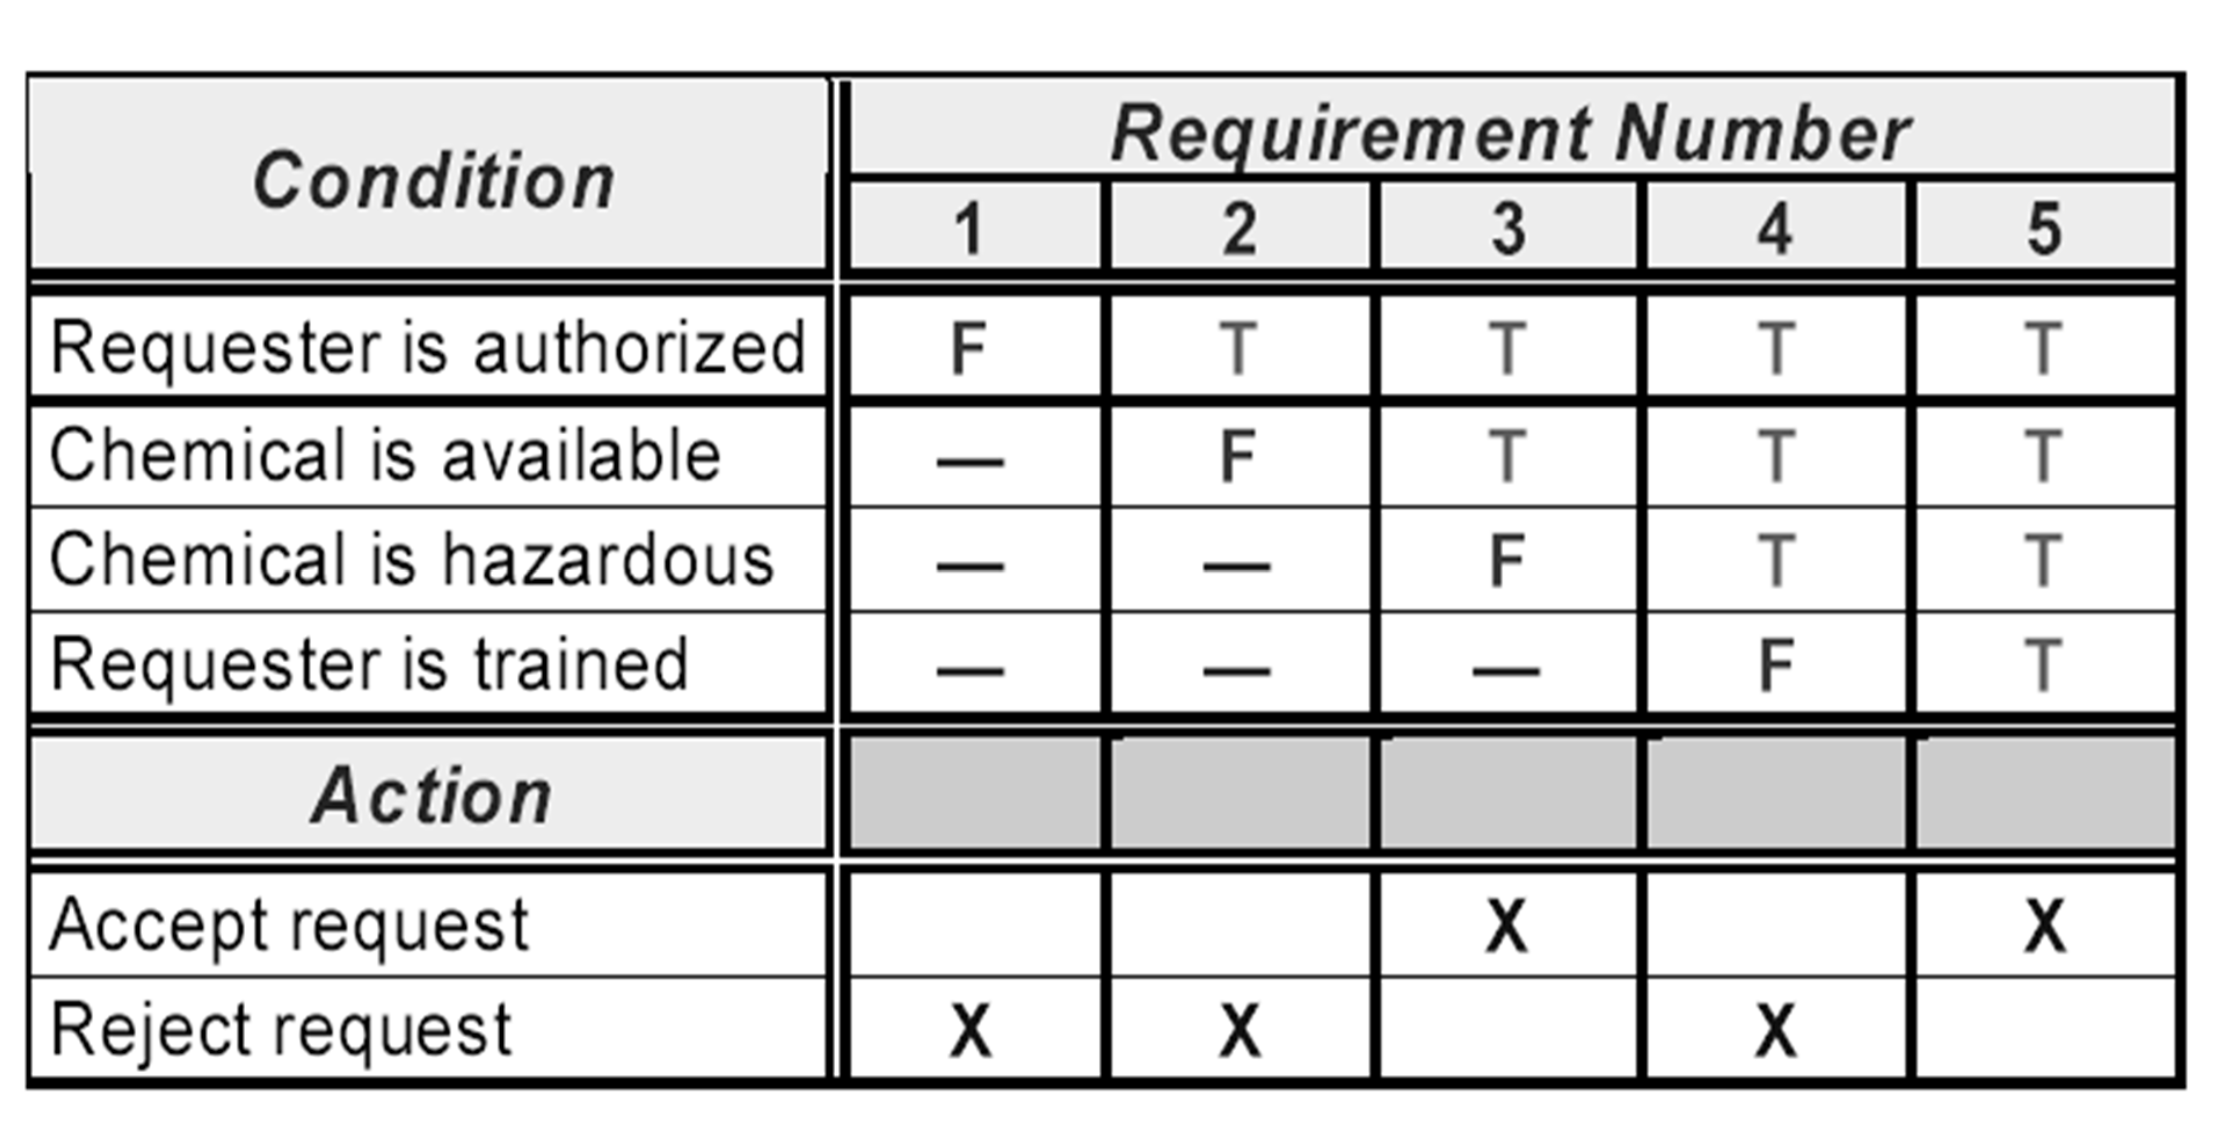 Condition Requirement Number
1 2 3 4 5
Requester is authorized F T T T T
Chemical is available — F T T T
Chemical is hazardous — — F T T
Requester is trained — — — F T
Action
Accept request X X
Reject request X X X